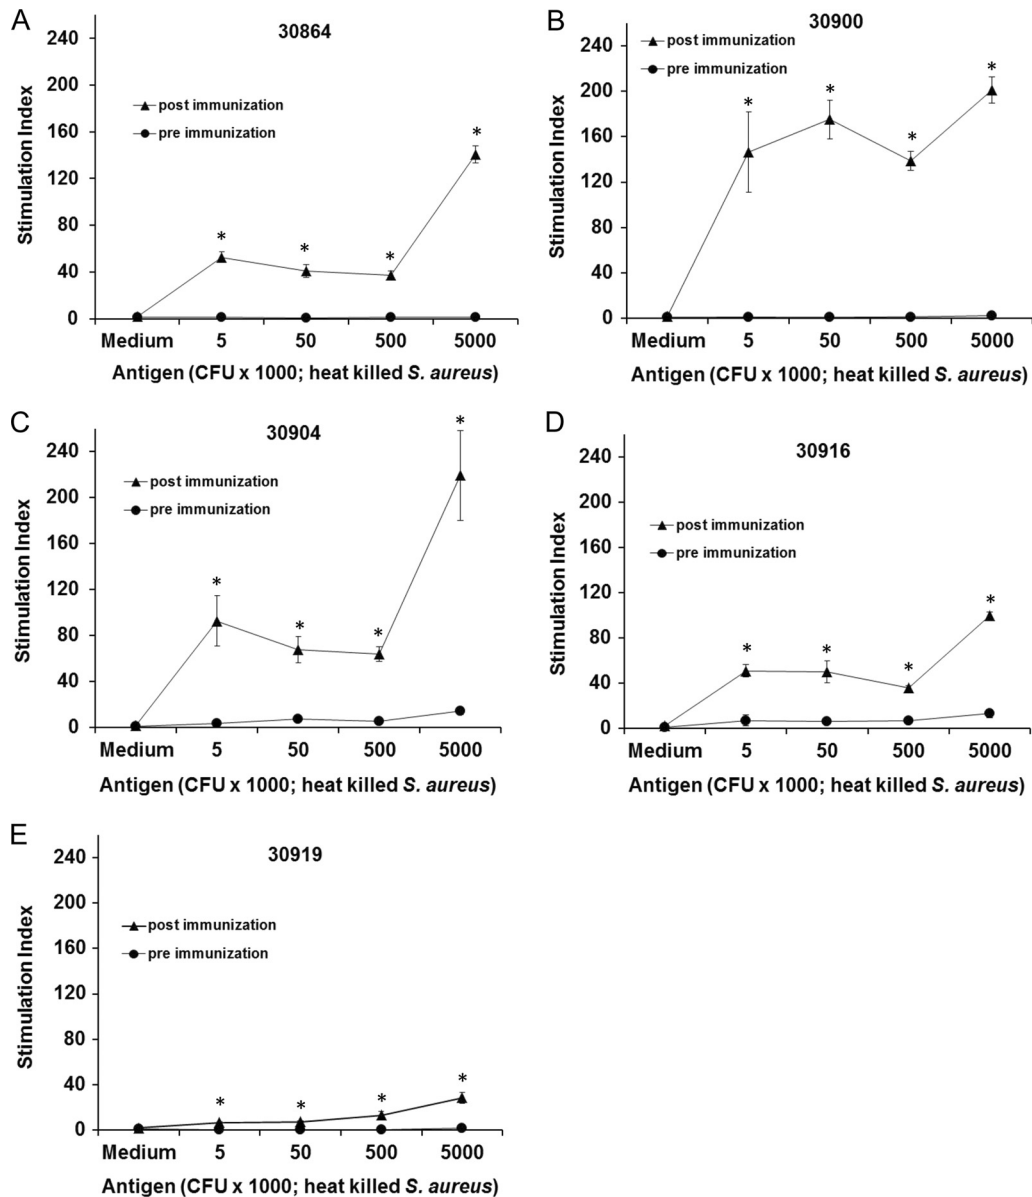 A
30864
240
200
160
120
80
40
0
Stimulation Index
post immunization
pre immunization
*
*
*
*
Medium 5 50 500 5000
Antigen (CFU x 1000; heat killed S. aureus)
B
30900
240
200
160
120
80
40
0
Stimulation Index
post immunization
pre immunization
*
*
*
*
Medium 5 50 500 5000
Antigen (CFU x 1000; heat killed S. aureus)
C
30904
240
200
160
120
80
40
0
Stimulation Index
post immunization
pre immunization
*
*
*
*
Medium 5 50 500 5000
Antigen (CFU x 1000; heat killed S. aureus)
D
30916
240
200
160
120
80
40
0
Stimulation Index
post immunization
pre immunization
*
*
*
*
Medium 5 50 500 5000
Antigen (CFU x 1000; heat killed S. aureus)
E
30919
240
200
160
120
80
40
0
Stimulation Index
post immunization
pre immunization
*
*
*
*
Medium 5 50 500 5000
Antigen (CFU x 1000; heat killed S. aureus)